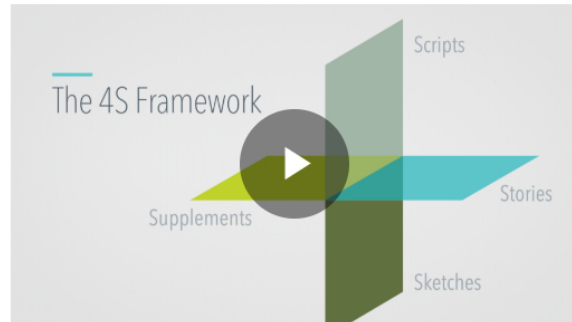 Scripts
The 4S Framework
Stories
Supplements
Sketches